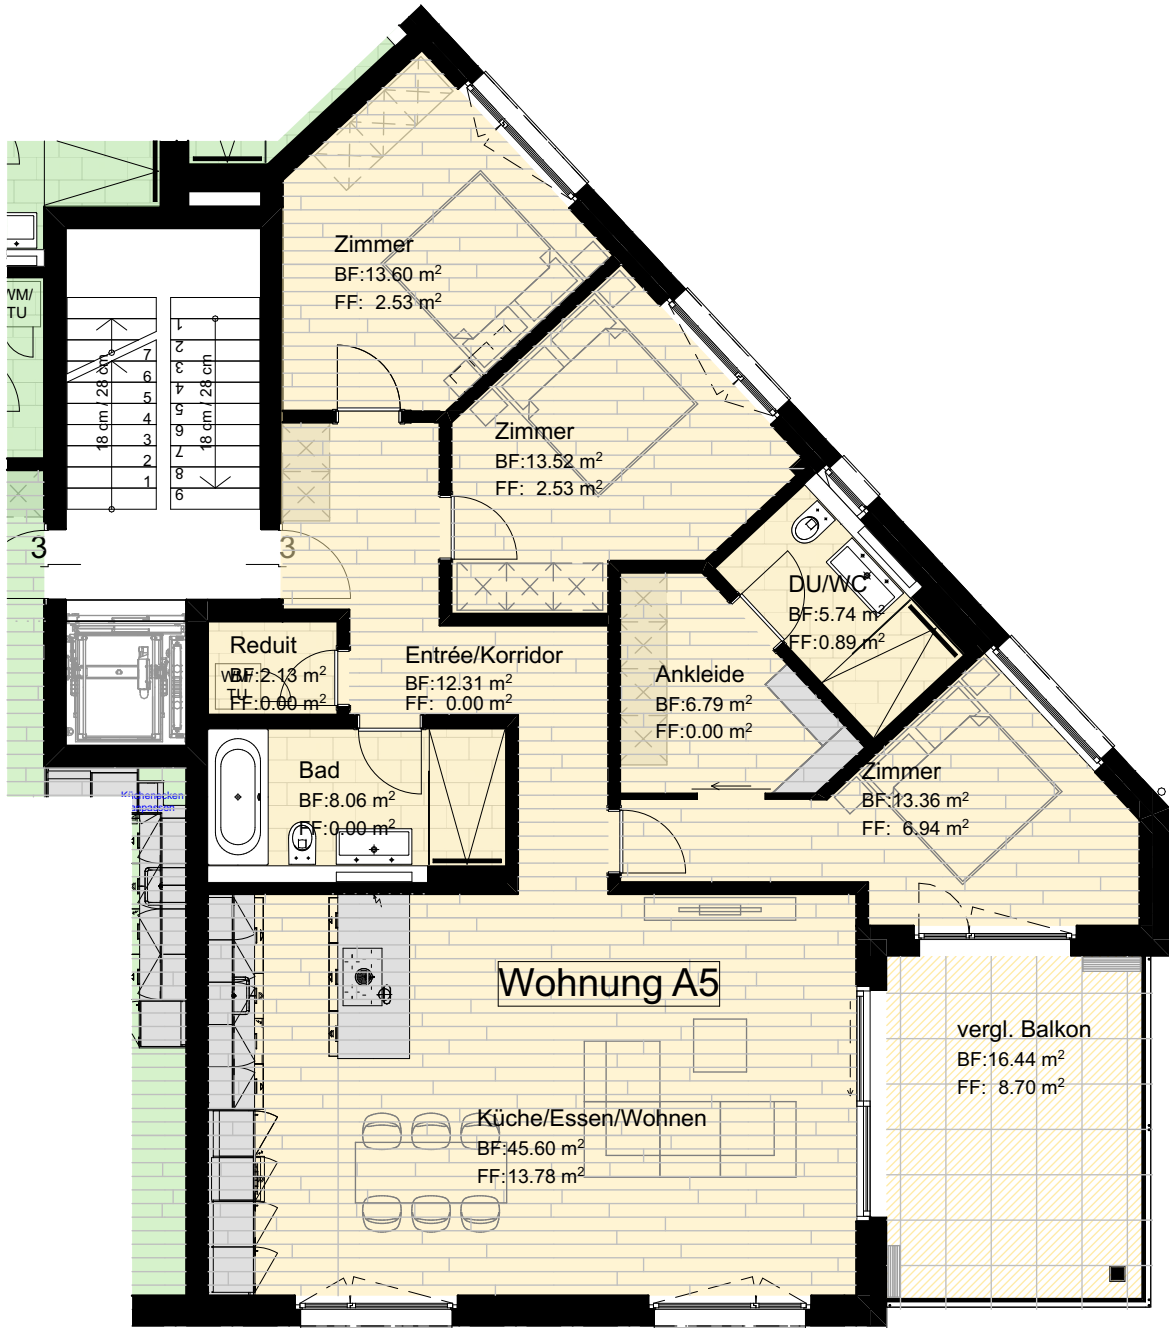 Zimmer
BF:13.60 m²
FF: 2.53 m²
WM/
TU
1
2
3
4
5
6
7
8
9
7
6
5
4
3
2
1
18 cm / 28 cm
18 cm / 28 cm
Zimmer
BF:13.52 m²
FF: 2.53 m²
3
3
DU/WC
BF:5.74 m²
FF:0.89 m²
Reduit
BF:2.13 m²
FF:0.00 m²
WM/
TU
Entrée/Korridor
BF:12.31 m²
FF: 0.00 m²
Ankleide
BF:6.79 m²
FF:0.00 m²
Bad
BF:8.06 m²
FF:0.00 m²
Zimmer
BF:13.36 m²
FF: 6.94 m²
Küchenecken
anpassen
Wohnung A5
vergl. Balkon
BF:16.44 m²
FF: 8.70 m²
Küche/Essen/Wohnen
BF:45.60 m²
FF:13.78 m²